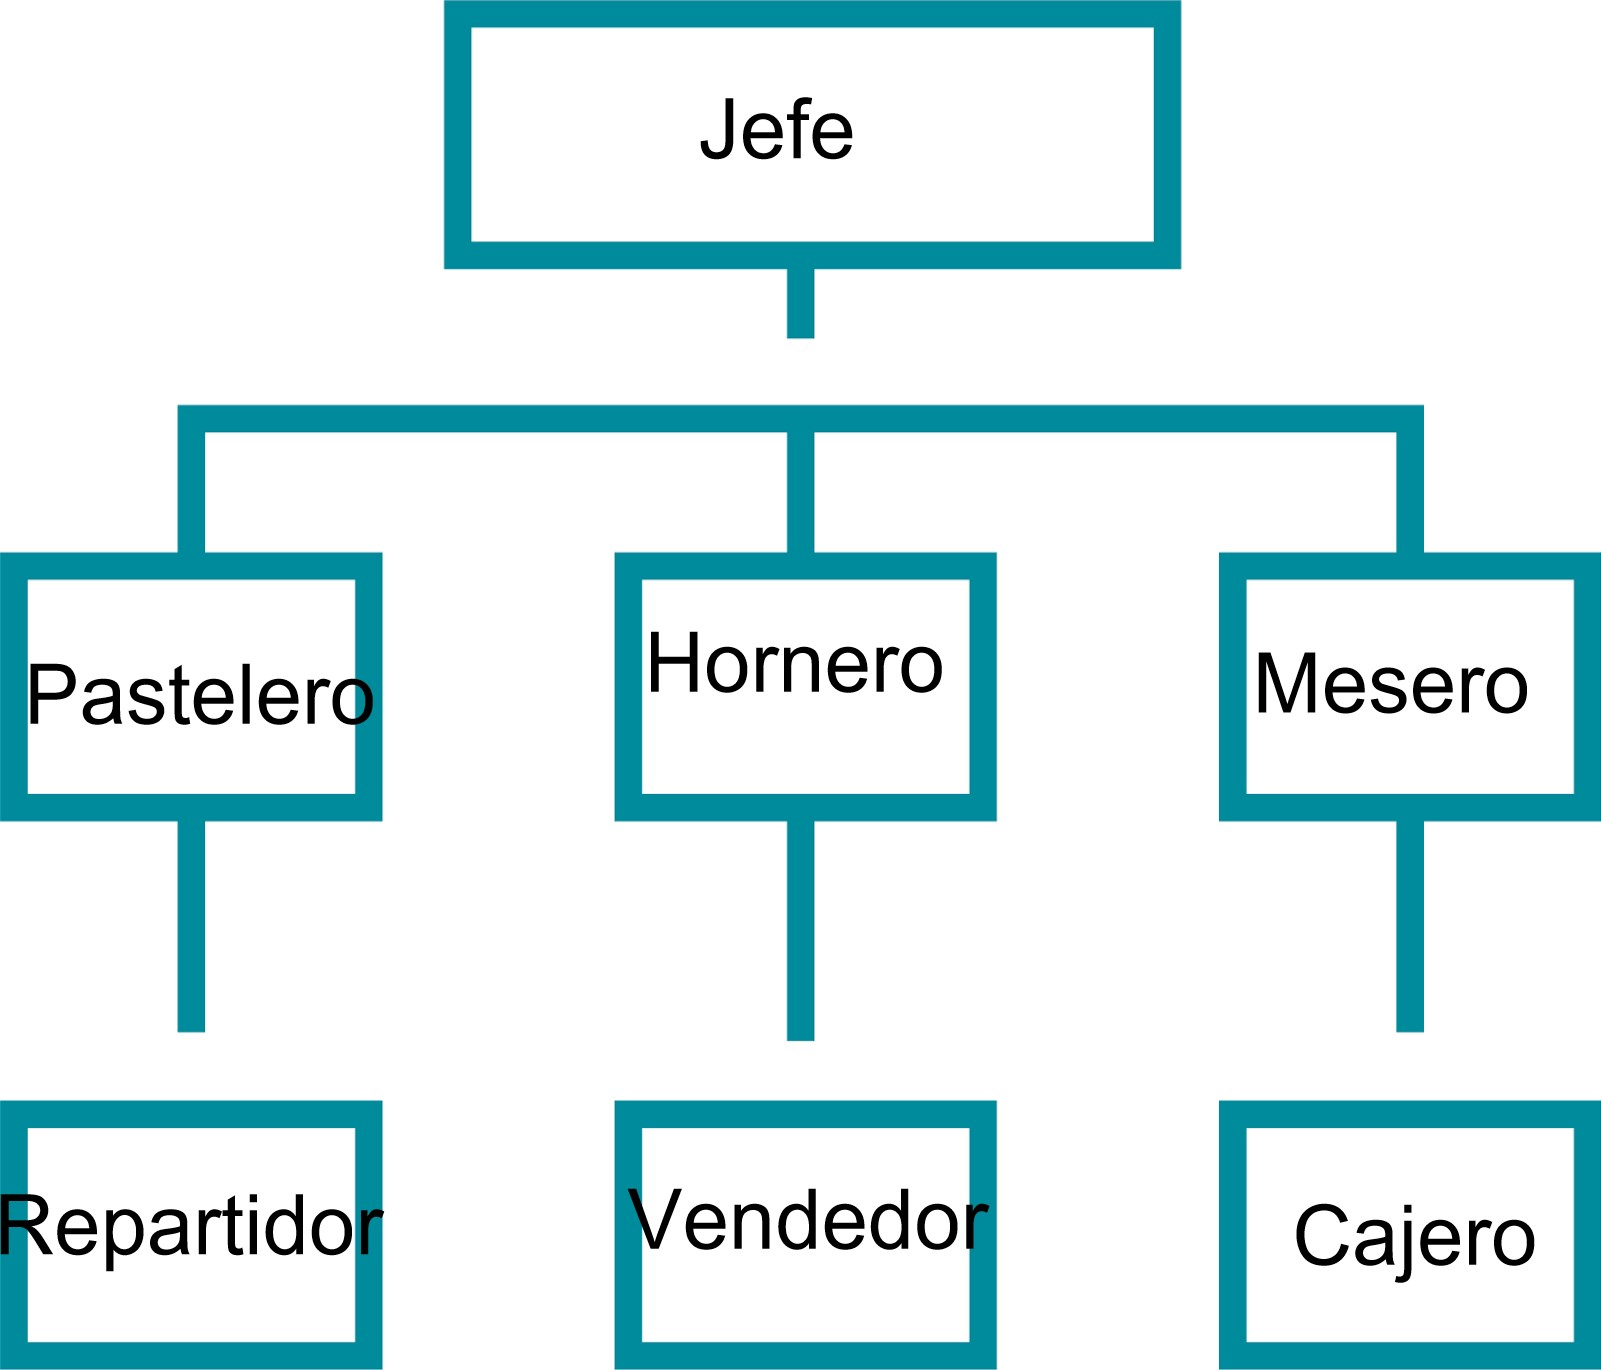 Jefe
Pastelero
Hornero
Mesero
Repartidor
Vendedor
Cajero